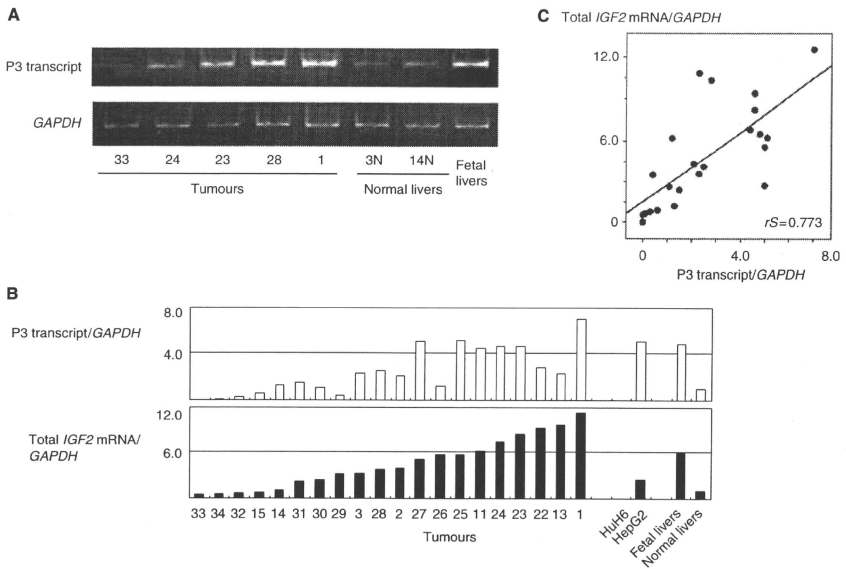 A
P3 transcript
GAPDH
33 24 23 28 1 3N 14N Fetal livers
Tumours Normal livers
C Total IGF2 mRNA/GAPDH
12.0
6.0
0
rS=0.773
0 4.0 8.0
P3 transcript/GAPDH
B
8.0
P3 transcript/GAPDH
4.0
12.0
Total IGF2 mRNA/
GAPDH
6.0
33 34 32 15 14 31 30 29 3 28 2 27 26 25 11 24 23 22 13 1 HuH6 HepG2 Fetal livers Normal livers
Tumours